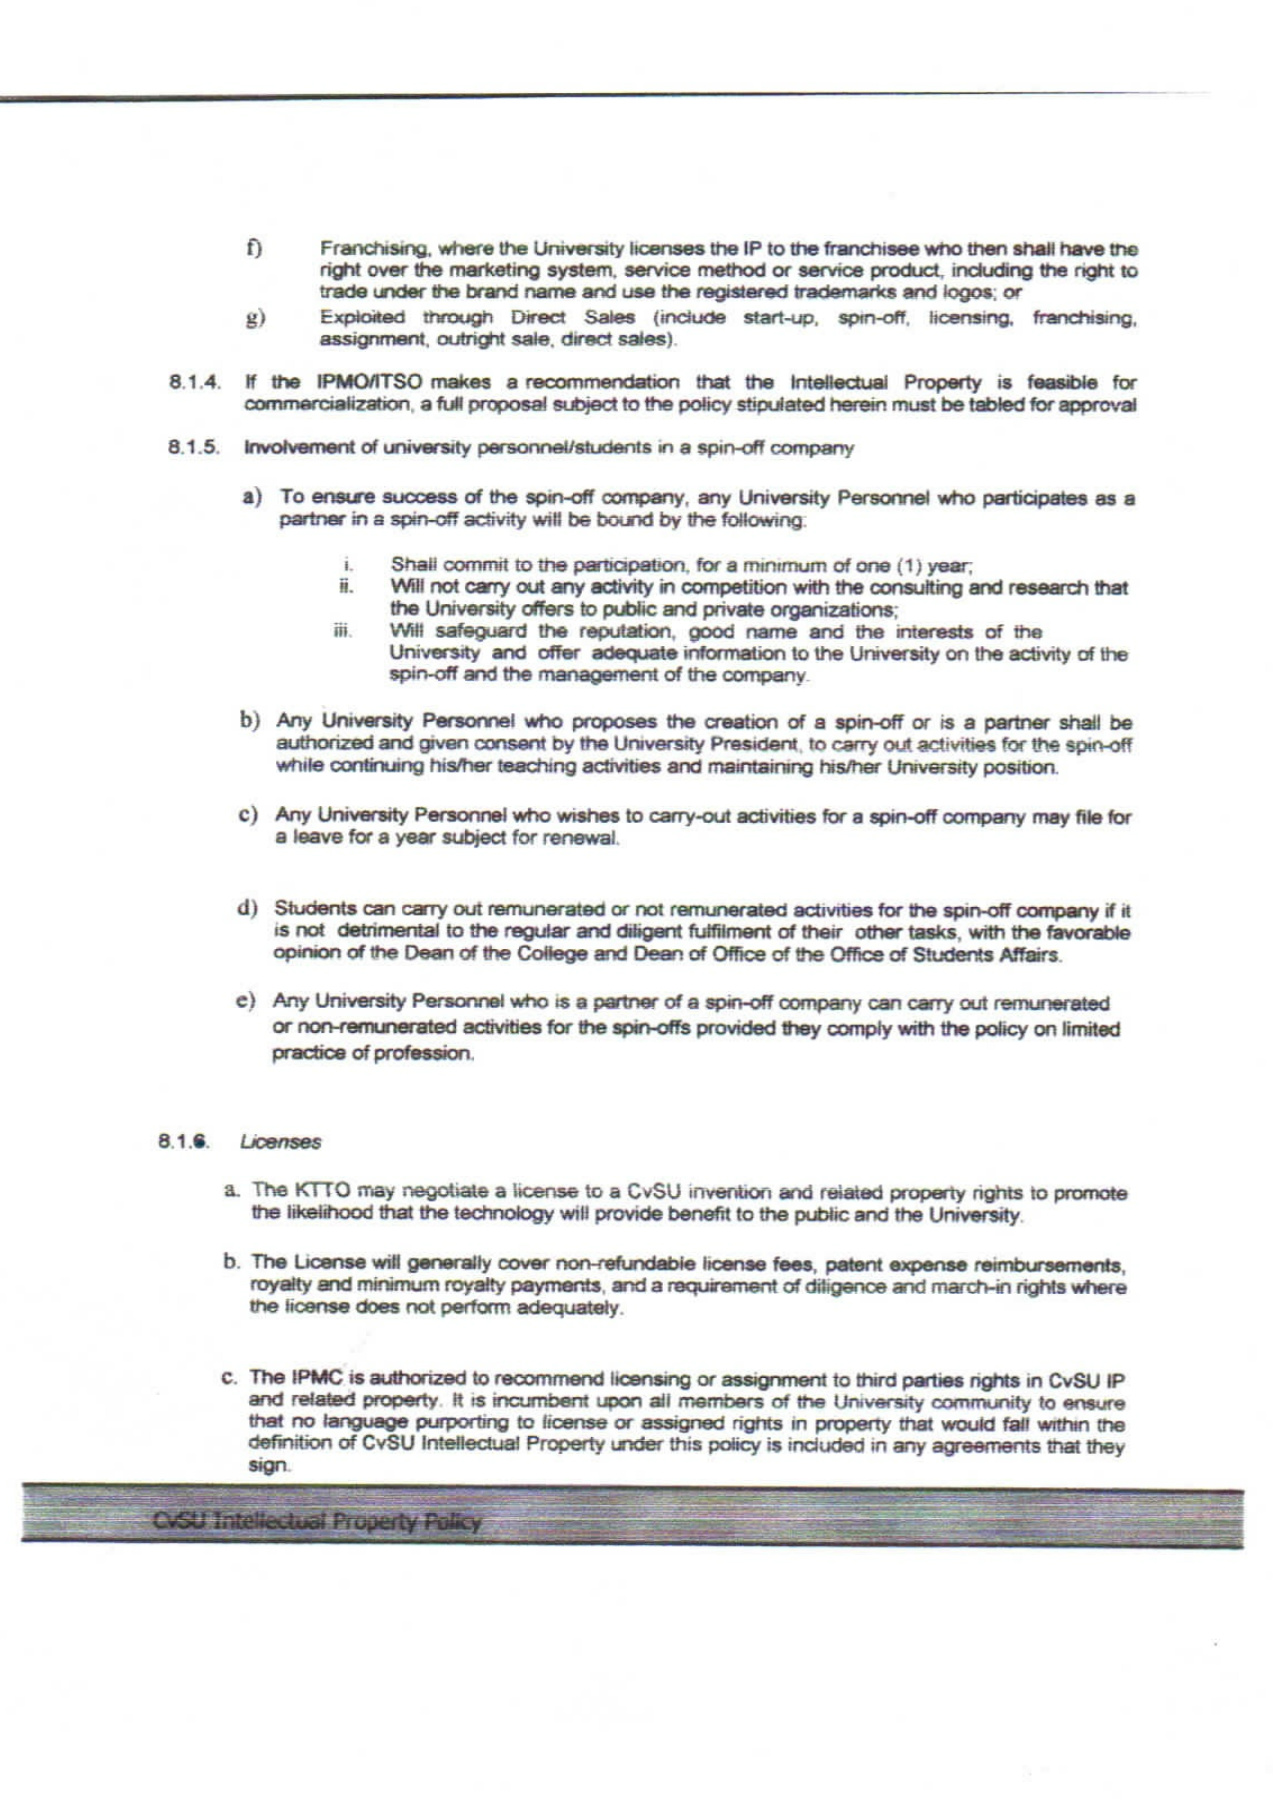 f) Franchising, where the University licenses the IP to the franchisee who then shall have the
right over the marketing system, service method or service product, including the right to
trade under the brand name and use the registered trademarks and logos; or
g) Exploited through Direct Sales (include start-up, spin-off, licensing, franchising,
assignment, outright sale, direct sales).
8.1.4. If the IPMO/ITSO makes a recommendation that the Intellectual Property is feasible for
commercialization, a full proposal subject to the policy stipulated herein must be tabled for approval
8.1.5. Involvement of university personnel/students in a spin-off company
a) To ensure success of the spin-off company, any University Personnel who participates as a
partner in a spin-off activity will be bound by the following:
i. Shall commit to the participation, for a minimum of one (1) year;
ii. Will not carry out any activity in competition with the consulting and research that
the University offers to public and private organizations;
iii. Will safeguard the reputation, good name and the interests of the
University and offer adequate information to the University on the activity of the
spin-off and the management of the company.
b) Any University Personnel who proposes the creation of a spin-off or is a partner shall be
authorized and given consent by the University President, to carry out activities for the spin-off
while continuing his/her teaching activities and maintaining his/her University position.
c) Any University Personnel who wishes to carry-out activities for a spin-off company may file for
a leave for a year subject for renewal.
d) Students can carry out remunerated or not remunerated activities for the spin-off company if it
is not detrimental to the regular and diligent fulfilment of their other tasks, with the favorable
opinion of the Dean of the College and Dean of Office of the Office of Students Affairs.
e) Any University Personnel who is a partner of a spin-off company can carry out remunerated
or non-remunerated activities for the spin-offs provided they comply with the policy on limited
practice of profession.
8.1.6. Licenses
a. The KTTO may negotiate a license to a CvSU invention and related property rights to promote
the likelihood that the technology will provide benefit to the public and the University.
b. The License will generally cover non-refundable license fees, patent expense reimbursements,
royalty and minimum royalty payments, and a requirement of diligence and march-in rights where
the license does not perform adequately.
c. The IPMC is authorized to recommend licensing or assignment to third parties rights in CvSU IP
and related property. It is incumbent upon all members of the University community to ensure
that no language purporting to license or assigned rights in property that would fall within the
definition of CvSU Intellectual Property under this policy is included in any agreements that they
sign.
CvSU Intellectual Property Policy